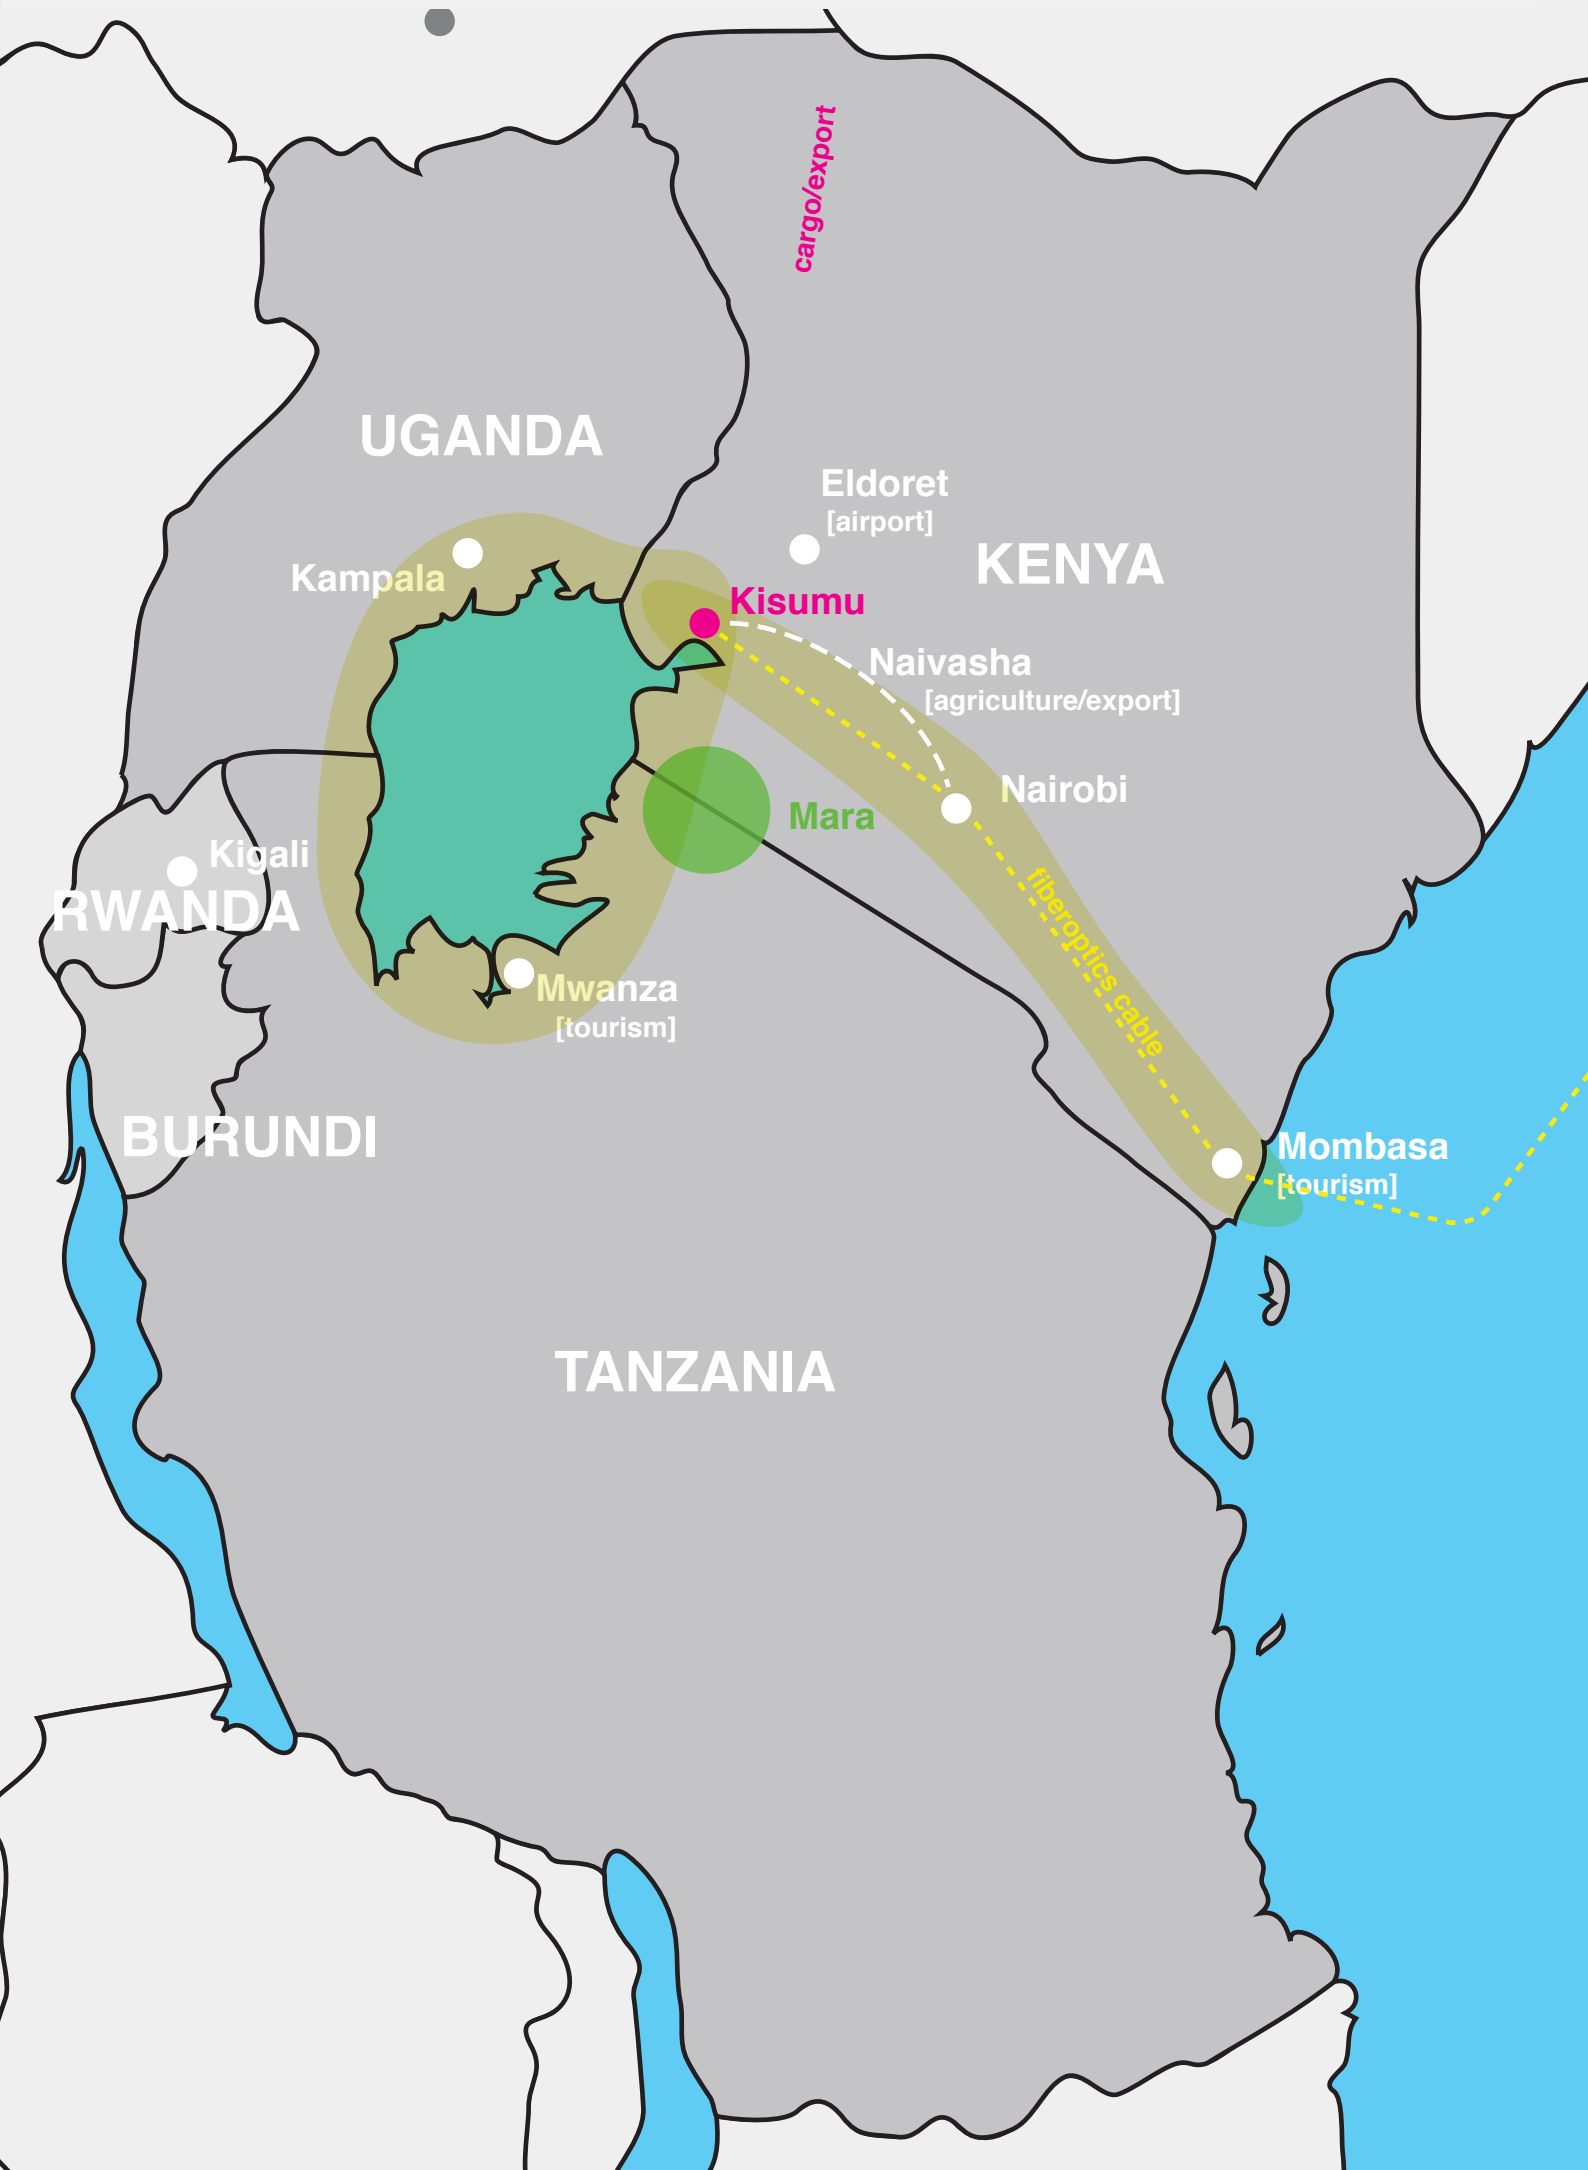 cargo/export
UGANDA
Eldoret
[airport]
KENYA
Kampala
Kisumu
Naivasha
[agriculture/export]
Nairobi
Mara
Kigali
RWANDA
fiberoptics cable
Mwanza
[tourism]
BURUNDI
Mombasa
[tourism]
TANZANIA